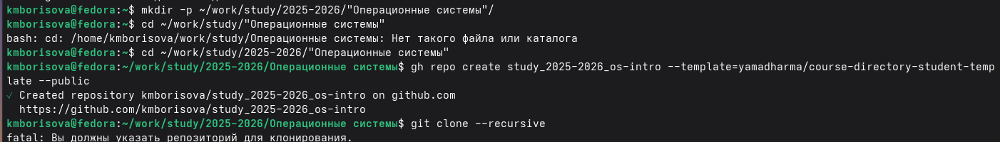 kmborisova@fedora:~$ mkdir -p ~/work/study/2025-2026/"Операционные системы"/
kmborisova@fedora:~$ cd ~/work/study/"Операционные системы"
bash: cd: /home/kmborisova/work/study/Операционные системы: Нет такого файла или каталога
kmborisova@fedora:~$ cd ~/work/study/2025-2026/"Операционные системы"
kmborisova@fedora:~/work/study/2025-2026/Операционные системы$ gh repo create study_2025-2026_os-intro --template=yamadharma/course-directory-student-temp
late --public
✓ Created repository kmborisova/study_2025-2026_os-intro on github.com
  https://github.com/kmborisova/study_2025-2026_os-intro
kmborisova@fedora:~/work/study/2025-2026/Операционные системы$ git clone --recursive
fatal: Вы должны указать репозиторий для клонирования.